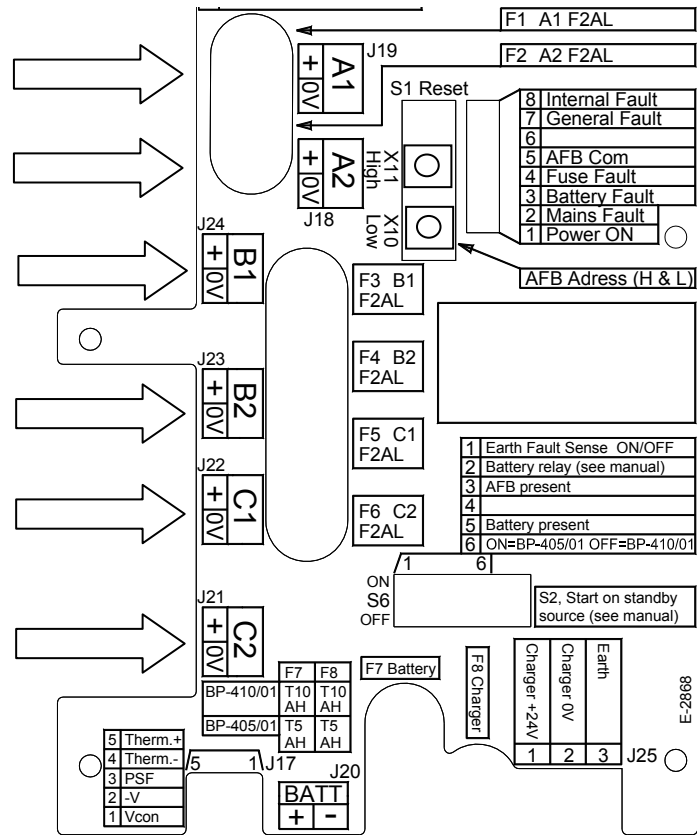 F1 A1 F2AL
F2 A2 F2AL
J19
+ A1
0V
S1 Reset
8 Internal Fault
7 General Fault
6
5 AFB Com
4 Fuse Fault
3 Battery Fault
2 Mains Fault
1 Power ON
+ A2
0V
J18
X11
High
X10
Low
AFB Adress (H & L)
J24
+ B1
0V
F3 B1
F2AL
F4 B2
F2AL
J23
+ B2
0V
F5 C1
F2AL
J22
+ C1
0V
F6 C2
F2AL
1 Earth Fault Sense ON/OFF
2 Battery relay (see manual)
3 AFB present
4
5 Battery present
6 ON=BP-405/01 OFF=BP-410/01
1 6
ON
S6
OFF
S2, Start on standby
source (see manual)
J21
+ C2
0V
F7 F8
BP-410/01 T10 AH T10 AH
BP-405/01 T5 AH T5 AH
F7 Battery
F8 Charger
Charger +24V
Charger 0V
Earth
1 2 3 J25
E-2868
5 Therm.+
4 Therm.-
3 PSF
2 -V
1 Vcon
5 1 J17
J20
BATT
+ -